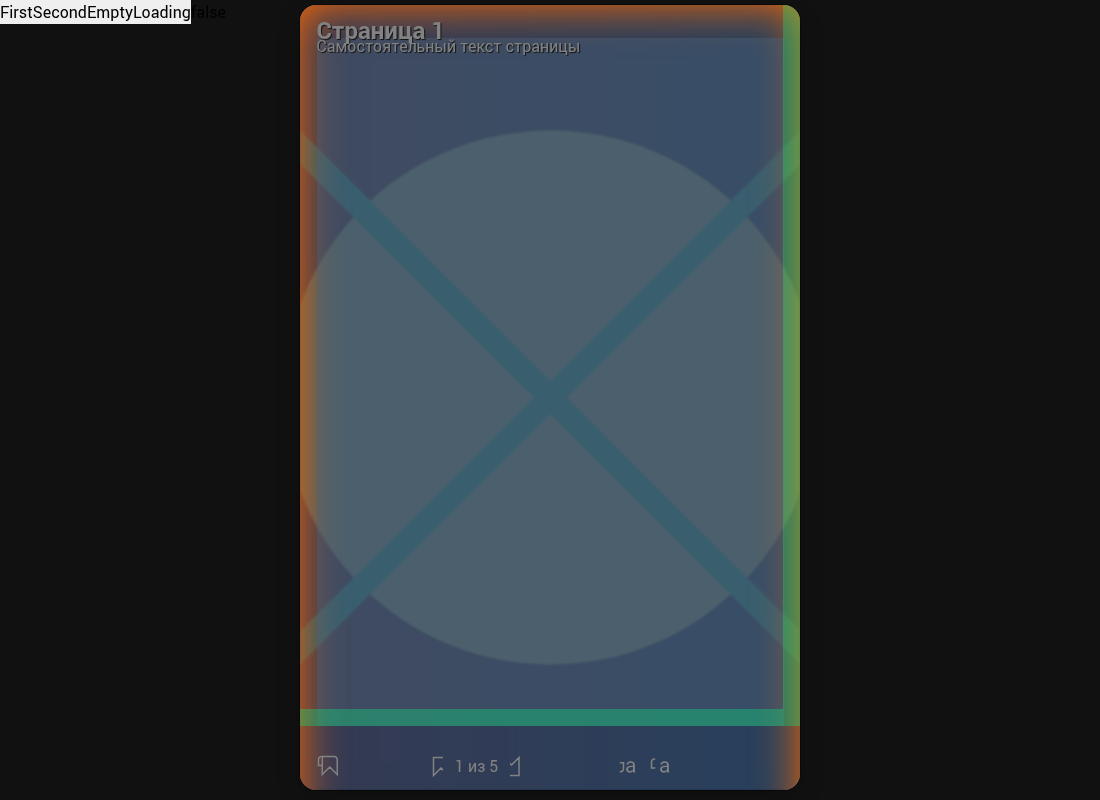 FirstSecondEmptyLoadingfalse
Страница 1
Самостоятельный текст страницы
1 из 5